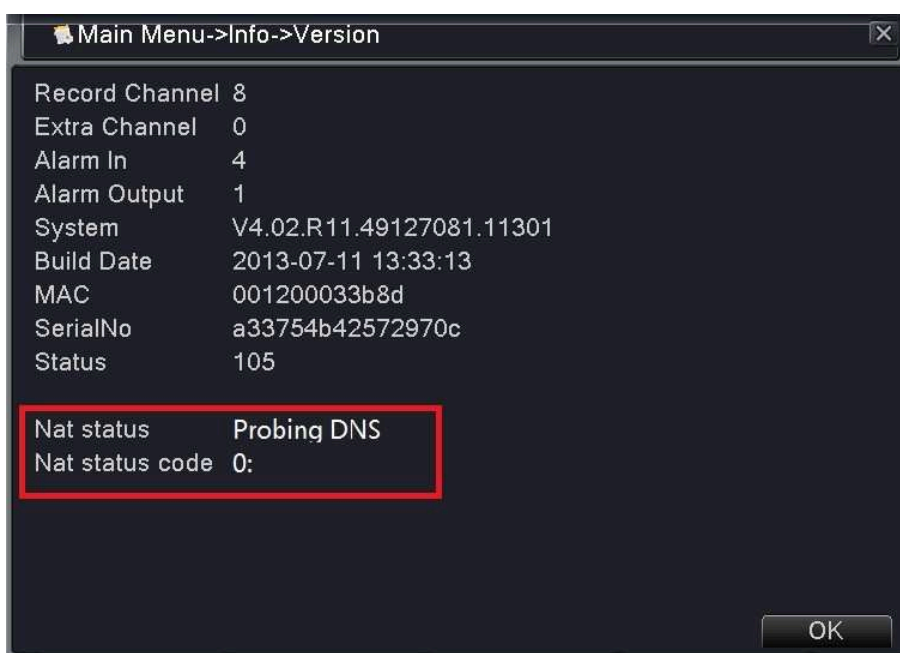 Main Menu->Info->Version
Record Channel 8
Extra Channel 0
Alarm In 4
Alarm Output 1
System V4.02.R11.49127081.11301
Build Date 2013-07-11 13:33:13
MAC 001200033b8d
SerialNo a33754b42572970c
Status 105
Nat status Probing DNS
Nat status code 0:
OK